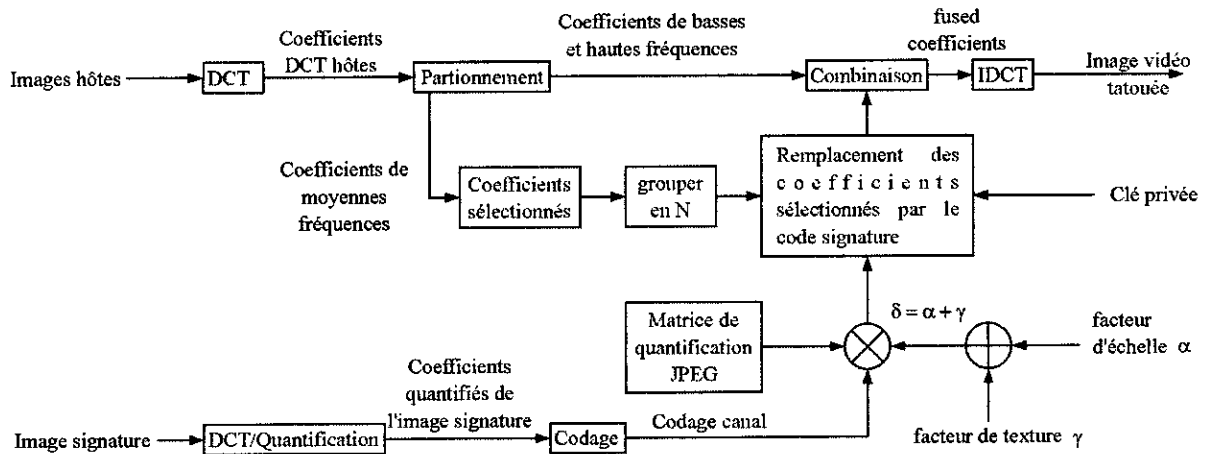 Images hôtes
DCT
Coefficients
DCT hôtes
Partionnement
Coefficients de basses
et hautes fréquences
Combinaison
fused
coefficients
IDCT
Image vidéo
tatouée
Coefficients de
moyennes
fréquences
Coefficients
sélectionnés
grouper
en N
Remplacement des
coefficients
sélectionnés par le
code signature
Clé privée
Matrice de
quantification
JPEG
δ = α + γ
facteur
d'échelle α
facteur de texture γ
Image signature
DCT/Quantification
Coefficients
quantifiés de
l'image signature
Codage
Codage canal